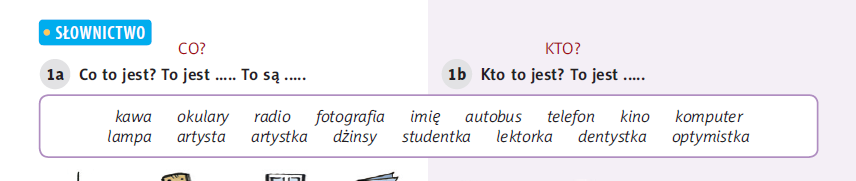 SŁOWNICTWO
CO?
KTO?
1a Co to jest? To jest ..... To są .....
1b Kto to jest? To jest .....
kawa okulary radio fotografia imię autobus telefon kino komputer
lampa artysta artystka dżinsy studentka lektorka dentystka optymistka